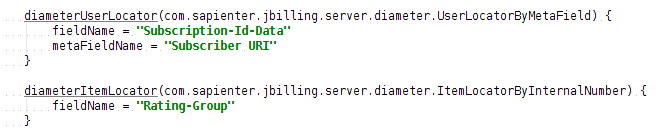 diameterUserLocator(com.sapienter.jbilling.server.diameter.UserLocatorByMetaField) {
    fieldName = "Subscription-Id-Data"
    metaFieldName = "Subscriber URI"
}
diameterItemLocator(com.sapienter.jbilling.server.diameter.ItemLocatorByInternalNumber) {
    fieldName = "Rating-Group"
}